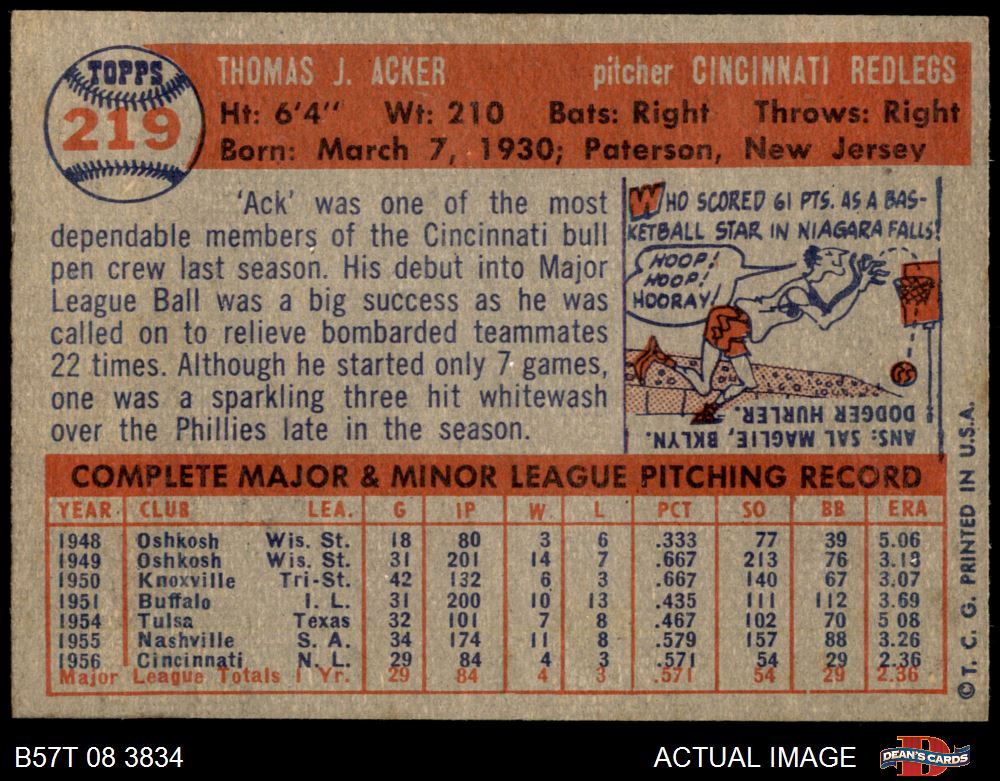 TOPPS
219
THOMAS J. ACKER pitcher CINCINNATI REDLEGS
Ht: 6'4" Wt: 210 Bats: Right Throws: Right
Born: March 7, 1930; Paterson, New Jersey
'Ack' was one of the most
dependable members of the Cincinnati bull
pen crew last season. His debut into Major
League Ball was a big success as he was
called on to relieve bombarded teammates
22 times. Although he started only 7 games,
one was a sparkling three hit whitewash
over the Phillies late in the season.
WHO SCORED 61 PTS. AS A BAS-
KETBALL STAR IN NIAGARA FALLS?
HOOP!
HOOP!
HOORAY!
ANS: SAL MAGLIE, BKLYN.
DODGER HURLER.
COMPLETE MAJOR & MINOR LEAGUE PITCHING RECORD
YEAR CLUB LEA. G IP W L PCT SO BB ERA
1948 Oshkosh Wis. St. 18 80 3 6 .333 77 39 5.06
1949 Oshkosh Wis. St. 31 201 14 7 .667 213 76 3.13
1950 Knoxville Tri-St. 42 132 6 3 .667 140 67 3.07
1951 Buffalo I. L. 31 200 10 13 .435 111 112 3.69
1954 Tulsa Texas 32 101 7 8 .467 102 70 5 08
1955 Nashville S. A. 34 174 11 8 .579 157 88 3.26
1956 Cincinnati N. L. 29 84 4 3 .571 54 29 2.36
Major League Totals 1 Yr. 29 84 4 3 .571 54 29 2.36
© T. C. G. PRINTED IN U.S.A.
B57T 08 3834 ACTUAL IMAGE DEAN'S CARDS